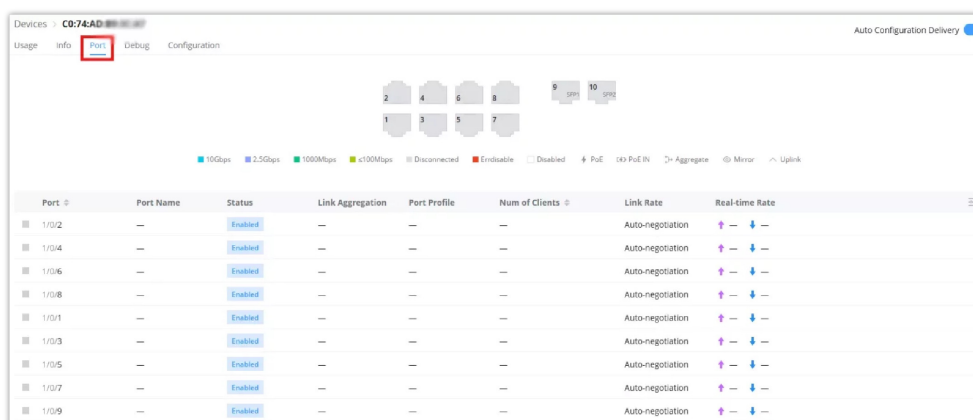 Devices > C0:74:AD
Auto Configuration Delivery
Usage Info Port Debug Configuration
2 4 6 8 9 SFP1 10 SFP2
1 3 5 7
10Gbps 2.5Gbps 1000Mbps ≤100Mbps Disconnected Errdisable Disabled PoE PoE IN Aggregate Mirror Uplink
Port Port Name Status Link Aggregation Port Profile Num of Clients Link Rate Real-time Rate
1/0/2 — Enabled — — — Auto-negotiation — —
1/0/4 — Enabled — — — Auto-negotiation — —
1/0/6 — Enabled — — — Auto-negotiation — —
1/0/8 — Enabled — — — Auto-negotiation — —
1/0/1 — Enabled — — — Auto-negotiation — —
1/0/3 — Enabled — — — Auto-negotiation — —
1/0/5 — Enabled — — — Auto-negotiation — —
1/0/7 — Enabled — — — Auto-negotiation — —
1/0/9 — Enabled — — — Auto-negotiation — —